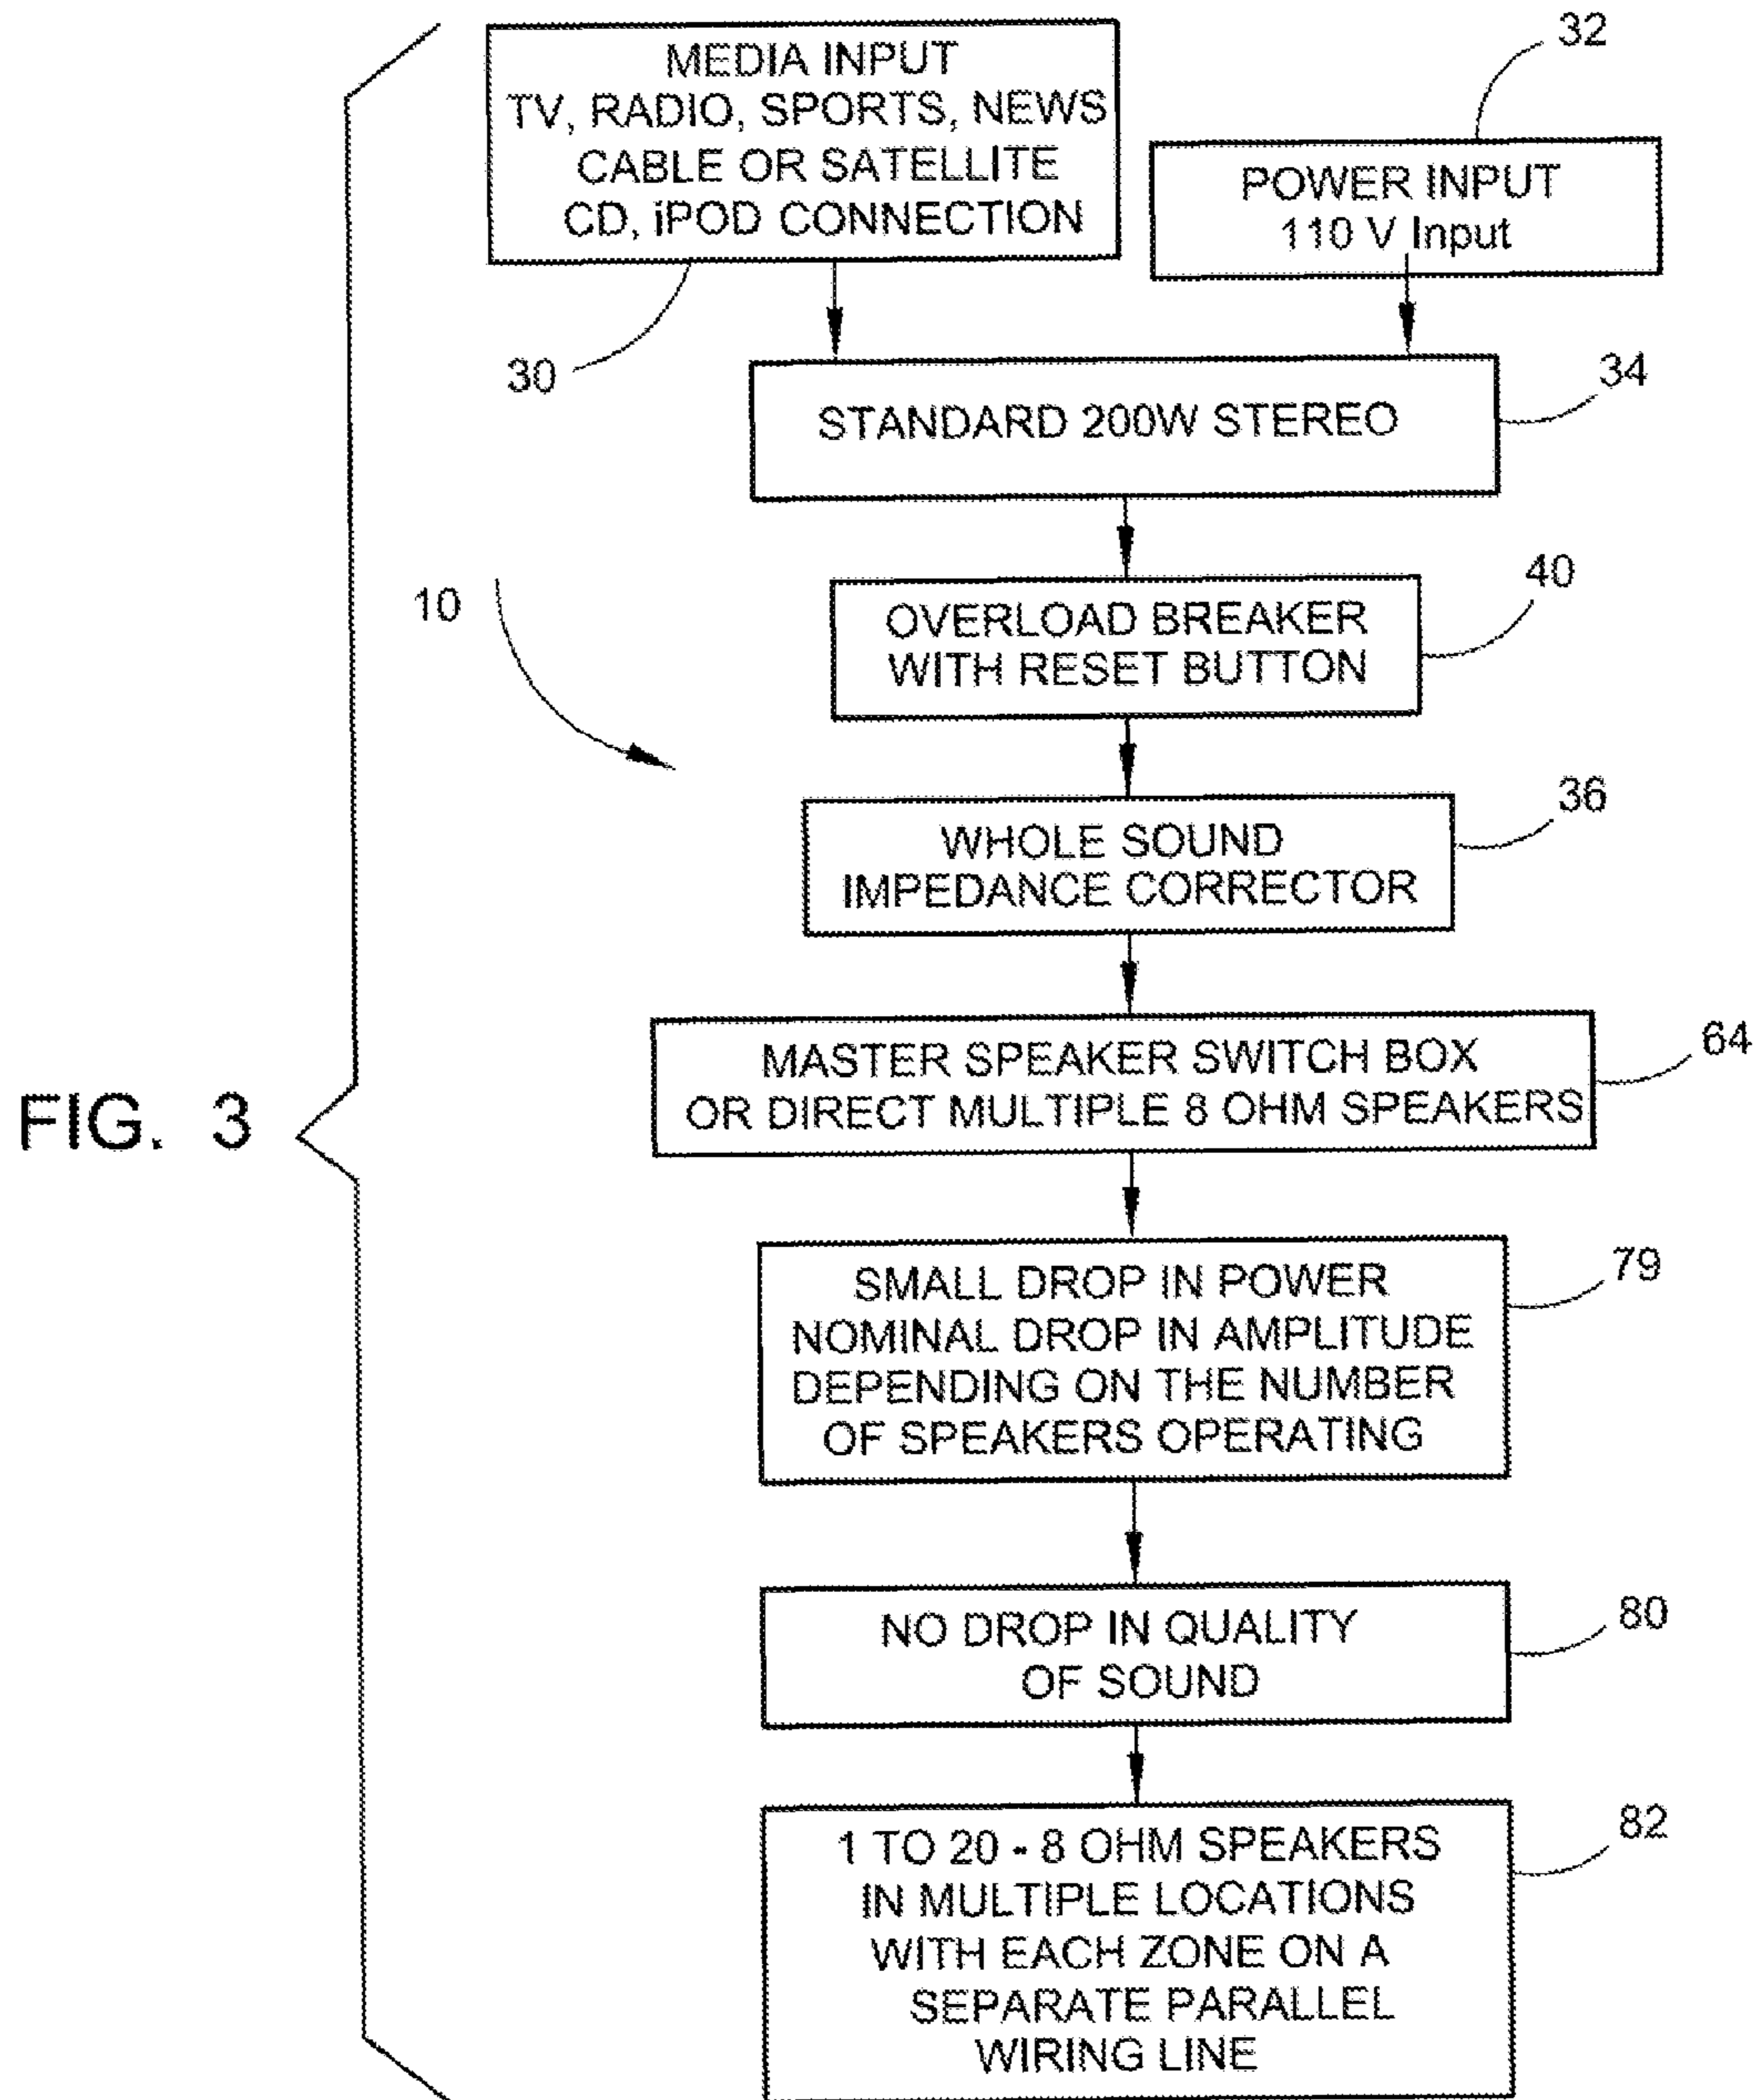 MEDIA INPUT
TV, RADIO, SPORTS, NEWS
CABLE OR SATELLITE
CD, iPOD CONNECTION
30
32
POWER INPUT
110 V Input
STANDARD 200W STEREO
34
10
OVERLOAD BREAKER
WITH RESET BUTTON
40
WHOLE SOUND
IMPEDANCE CORRECTOR
36
MASTER SPEAKER SWITCH BOX
OR DIRECT MULTIPLE 8 OHM SPEAKERS
64
FIG. 3
SMALL DROP IN POWER
NOMINAL DROP IN AMPLITUDE
DEPENDING ON THE NUMBER
OF SPEAKERS OPERATING
79
NO DROP IN QUALITY
OF SOUND
80
1 TO 20 - 8 OHM SPEAKERS
IN MULTIPLE LOCATIONS
WITH EACH ZONE ON A
SEPARATE PARALLEL
WIRING LINE
82